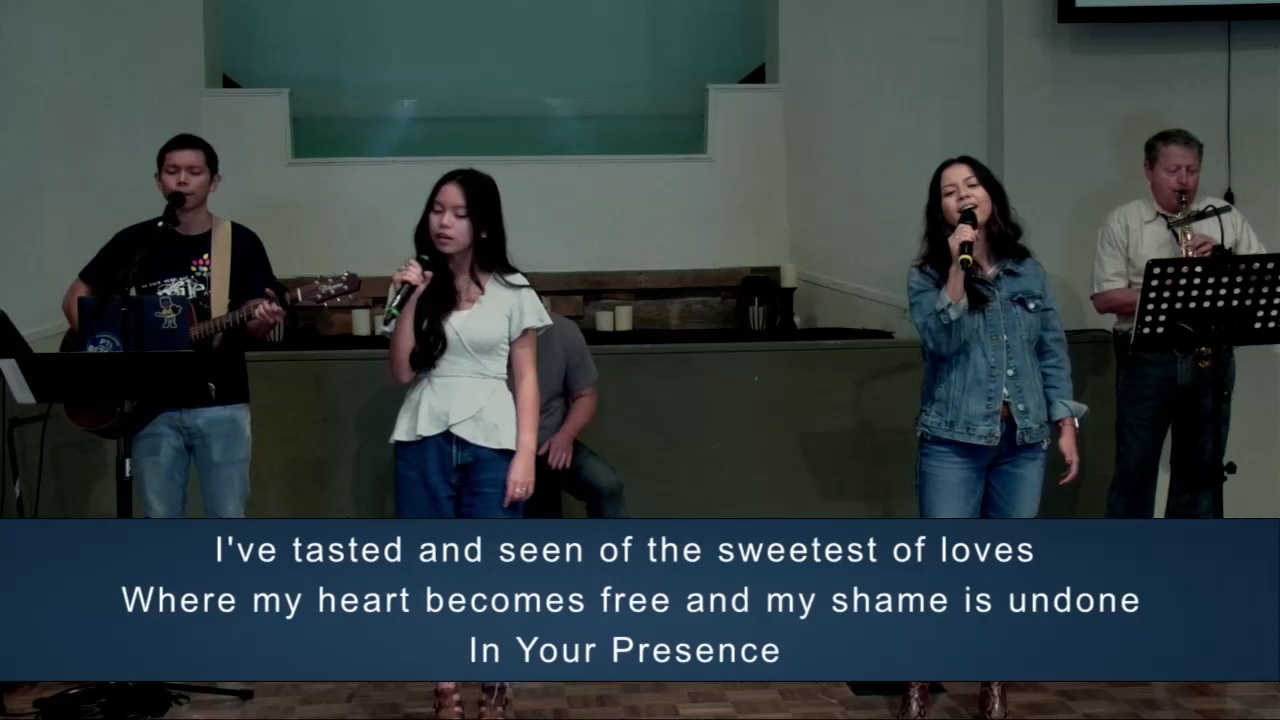 I've tasted and seen of the sweetest of loves
Where my heart becomes free and my shame is undone
In Your Presence